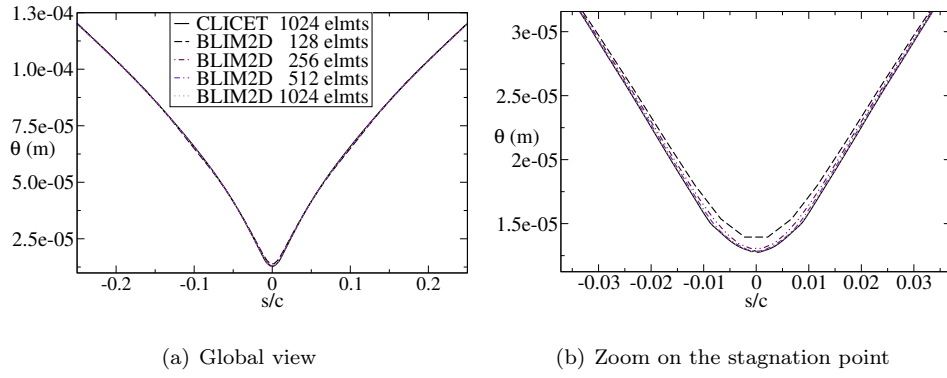 1.3e-04
1.0e-04
7.5e-05
θ (m)
5.0e-05
2.5e-05
CLICET 1024 elmts
BLIM2D 128 elmts
BLIM2D 256 elmts
BLIM2D 512 elmts
BLIM2D 1024 elmts
-0.2 -0.1 0 0.1 0.2
s/c
3e-05
2.5e-05
θ (m)
2e-05
1.5e-05
-0.03 -0.02 -0.01 0 0.01 0.02 0.03
s/c
(a) Global view
(b) Zoom on the stagnation point